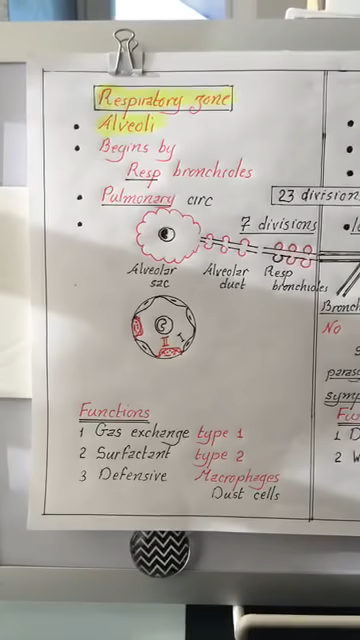 Respiratory zone
• Alveoli
• Begins by
Resp bronchioles
• Pulmonary circ
23 divisions
7 divisions
Alveolar sac
Alveolar duct
Resp bronchioles
I
II
Functions
1 Gas exchange type 1
2 Surfactant type 2
3 Defensive Macrophages
Dust cells
Bronch
No
symp
1 D
2 W